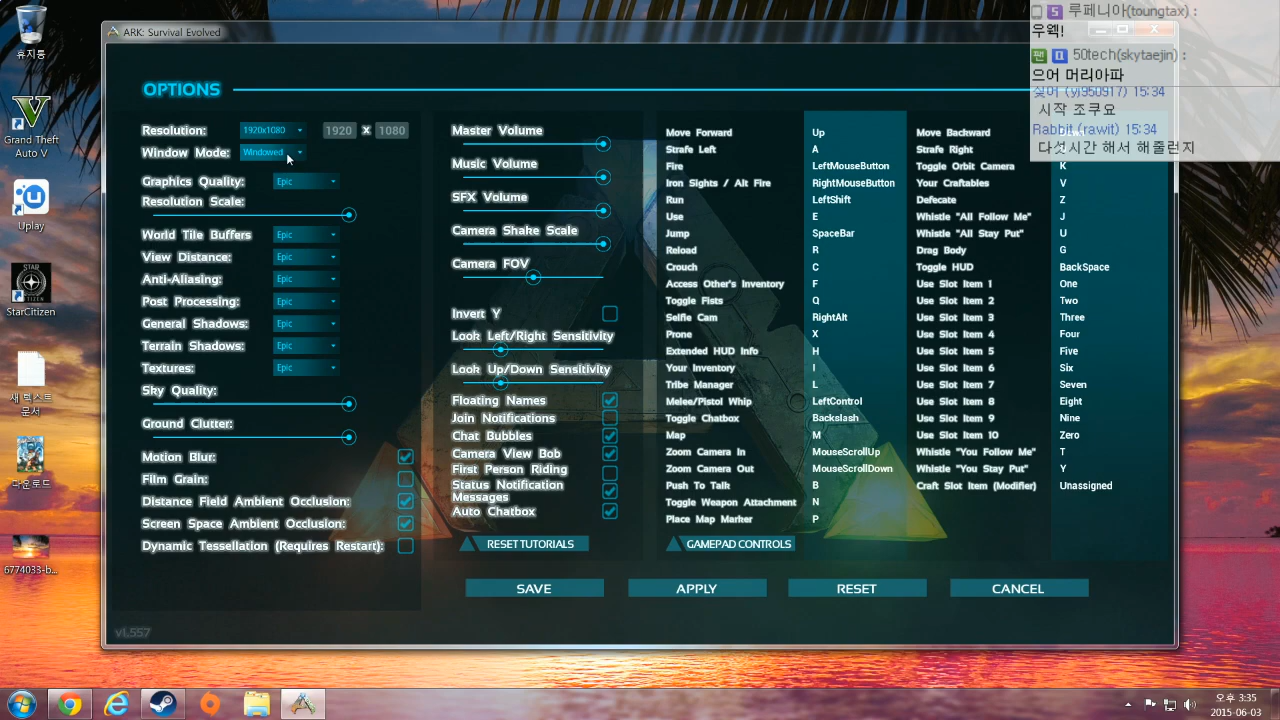 휴지통
Grand Theft
Auto V
Uplay
STAR
CITIZEN
StarCitizen
새 텍스트
문서
다운로드
6774033-b...
ARK: Survival Evolved
OPTIONS
Resolution:
1920x1080
1920
X
1080
Window Mode:
Windowed
Graphics Quality:
Epic
Resolution Scale:
World Tile Buffers
Epic
View Distance:
Epic
Anti-Aliasing:
Epic
Post Processing:
Epic
General Shadows:
Epic
Terrain Shadows:
Epic
Textures:
Epic
Sky Quality:
Ground Clutter:
Motion Blur:
Film Grain:
Distance Field Ambient Occlusion:
Screen Space Ambient Occlusion:
Dynamic Tessellation (Requires Restart):
Master Volume
Music Volume
SFX Volume
Camera Shake Scale
Camera FOV
Invert Y
Look Left/Right Sensitivity
Look Up/Down Sensitivity
Floating Names
Join Notifications
Chat Bubbles
Camera View Bob
First Person Riding
Status Notification
Messages
Auto Chatbox
RESET TUTORIALS
Move Forward Up
Strafe Left A
Fire LeftMouseButton
Iron Sights / Alt Fire RightMouseButton
Run LeftShift
Use E
Jump SpaceBar
Reload R
Crouch C
Access Other's Inventory F
Toggle Fists Q
Selfie Cam RightAlt
Prone X
Extended HUD Info H
Your Inventory I
Tribe Manager L
Melee/Pistol Whip LeftControl
Toggle Chatbox Backslash
Map M
Zoom Camera In MouseScrollUp
Zoom Camera Out MouseScrollDown
Push To Talk B
Toggle Weapon Attachment N
Place Map Marker P
GAMEPAD CONTROLS
Move Backward
Strafe Right
Toggle Orbit Camera K
Your Craftables V
Defecate Z
Whistle "All Follow Me" J
Whistle "All Stay Put" U
Drag Body G
Toggle HUD BackSpace
Use Slot Item 1 One
Use Slot Item 2 Two
Use Slot Item 3 Three
Use Slot Item 4 Four
Use Slot Item 5 Five
Use Slot Item 6 Six
Use Slot Item 7 Seven
Use Slot Item 8 Eight
Use Slot Item 9 Nine
Use Slot Item 10 Zero
Whistle "You Follow Me" T
Whistle "You Stay Put" Y
Craft Slot Item (Modifier) Unassigned
SAVE
APPLY
RESET
CANCEL
v1.557
S 루페니아(toungtax) :
우웩!
팬 50tech(skytaejin) :
으어 머리아파
(yj950917) 15:34
시작 조쿠요
Rabbit (rawit) 15:34
다섯시간 해서 해줄런지
오후 3:35
2015-06-03